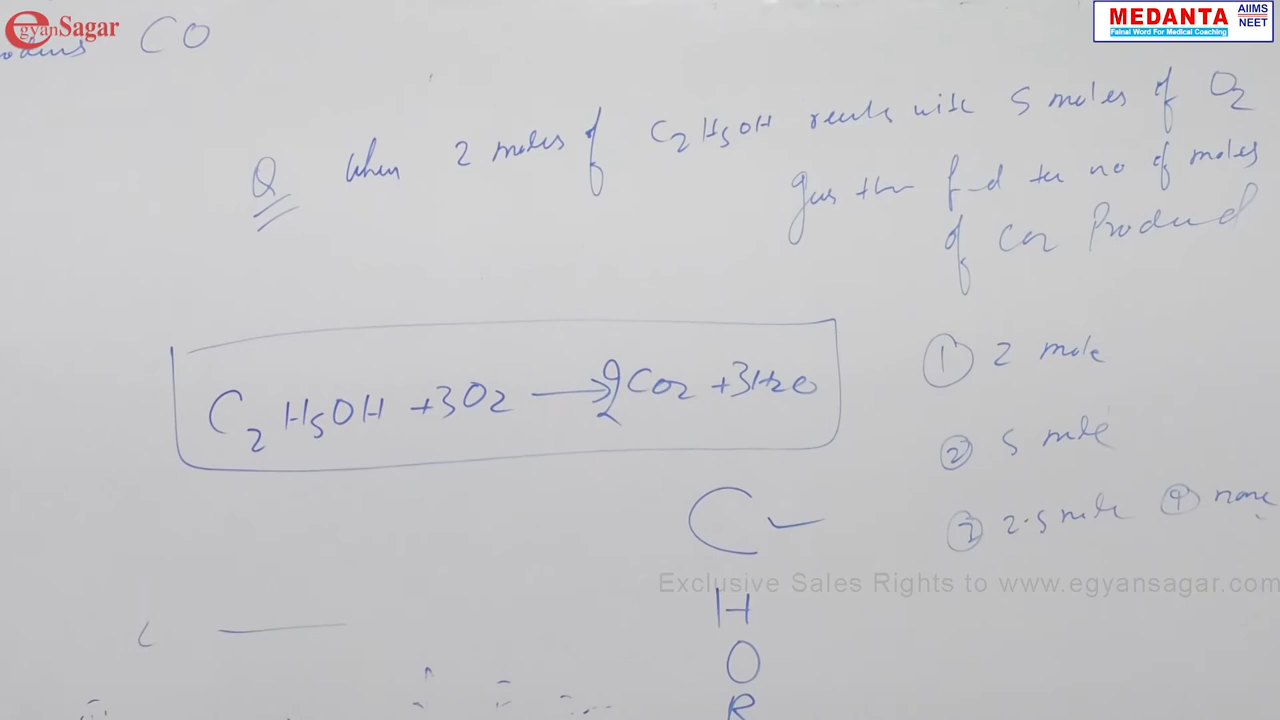 egyanSagar
MEDANTA AIIMS NEET
Fainal Word For Medical Coaching
CO
Q When 2 moles of C2H5OH reacts with 5 moles of O2
gas then find the no of moles
of CO2 Produced
C2H5OH + 3O2 → 2CO2 + 3H2O
① 2 mole
② 5 mole
③ 2.5 mole ④ none
C
Exclusive Sales Rights to www.egyansagar.com
H
O
R